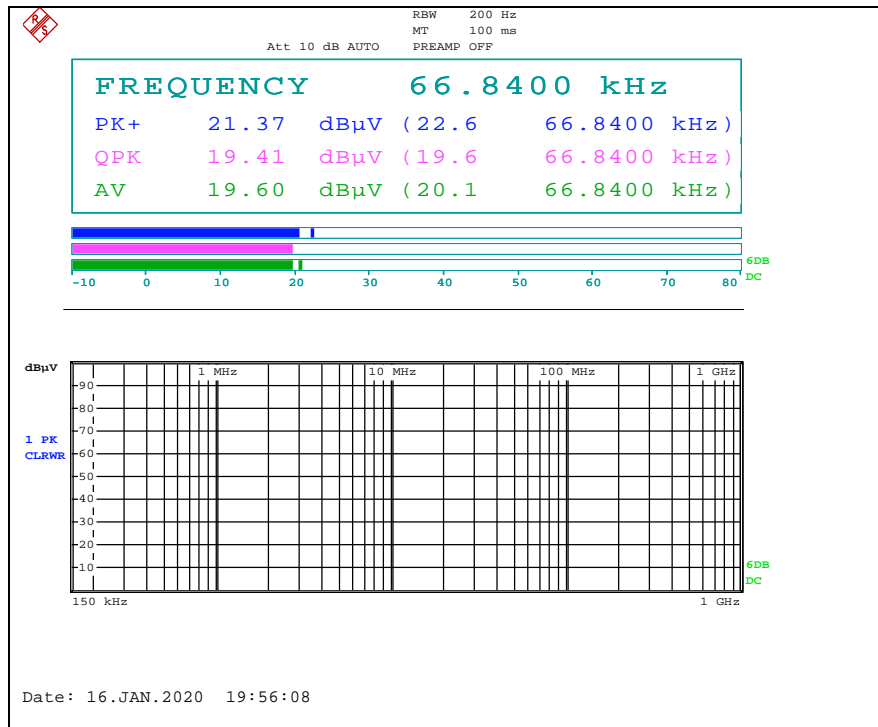 R S
RBW 200 Hz
MT 100 ms
Att 10 dB AUTO PREAMP OFF
FREQUENCY 66.8400 kHz
PK+ 21.37 dBµV (22.6 66.8400 kHz)
QPK 19.41 dBµV (19.6 66.8400 kHz)
AV 19.60 dBµV (20.1 66.8400 kHz)
6DB
DC
-10 0 10 20 30 40 50 60 70 80
dBµV
1 MHz 10 MHz 100 MHz 1 GHz
90
80
70
1 PK
CLRWR
60
50
40
30
20
10
6DB
DC
150 kHz 1 GHz
Date: 16.JAN.2020 19:56:08